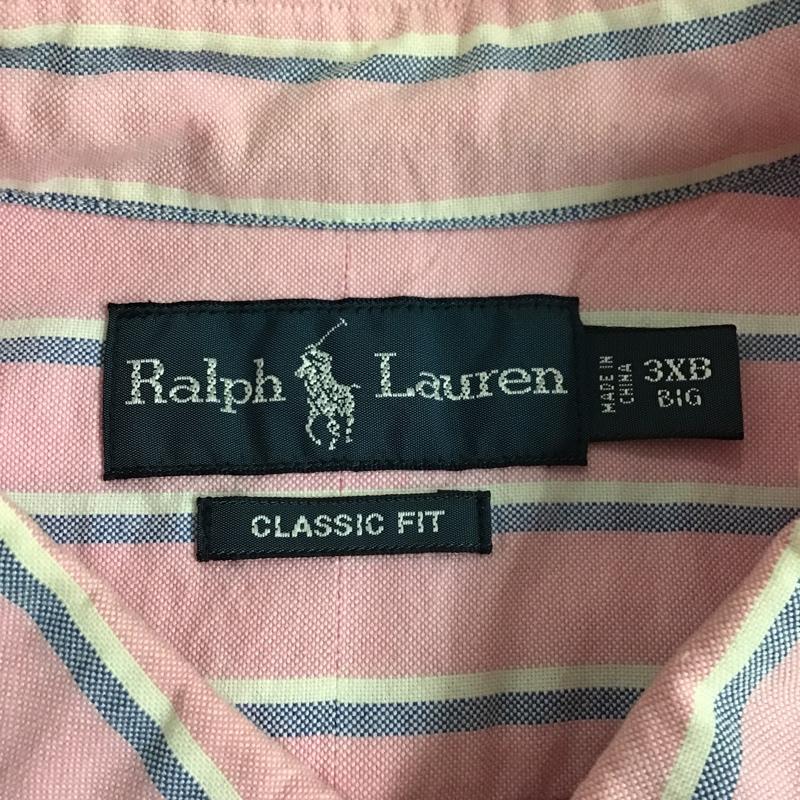 Ralph Lauren
MADE IN
CHINA
3XB
BIG
CLASSIC FIT